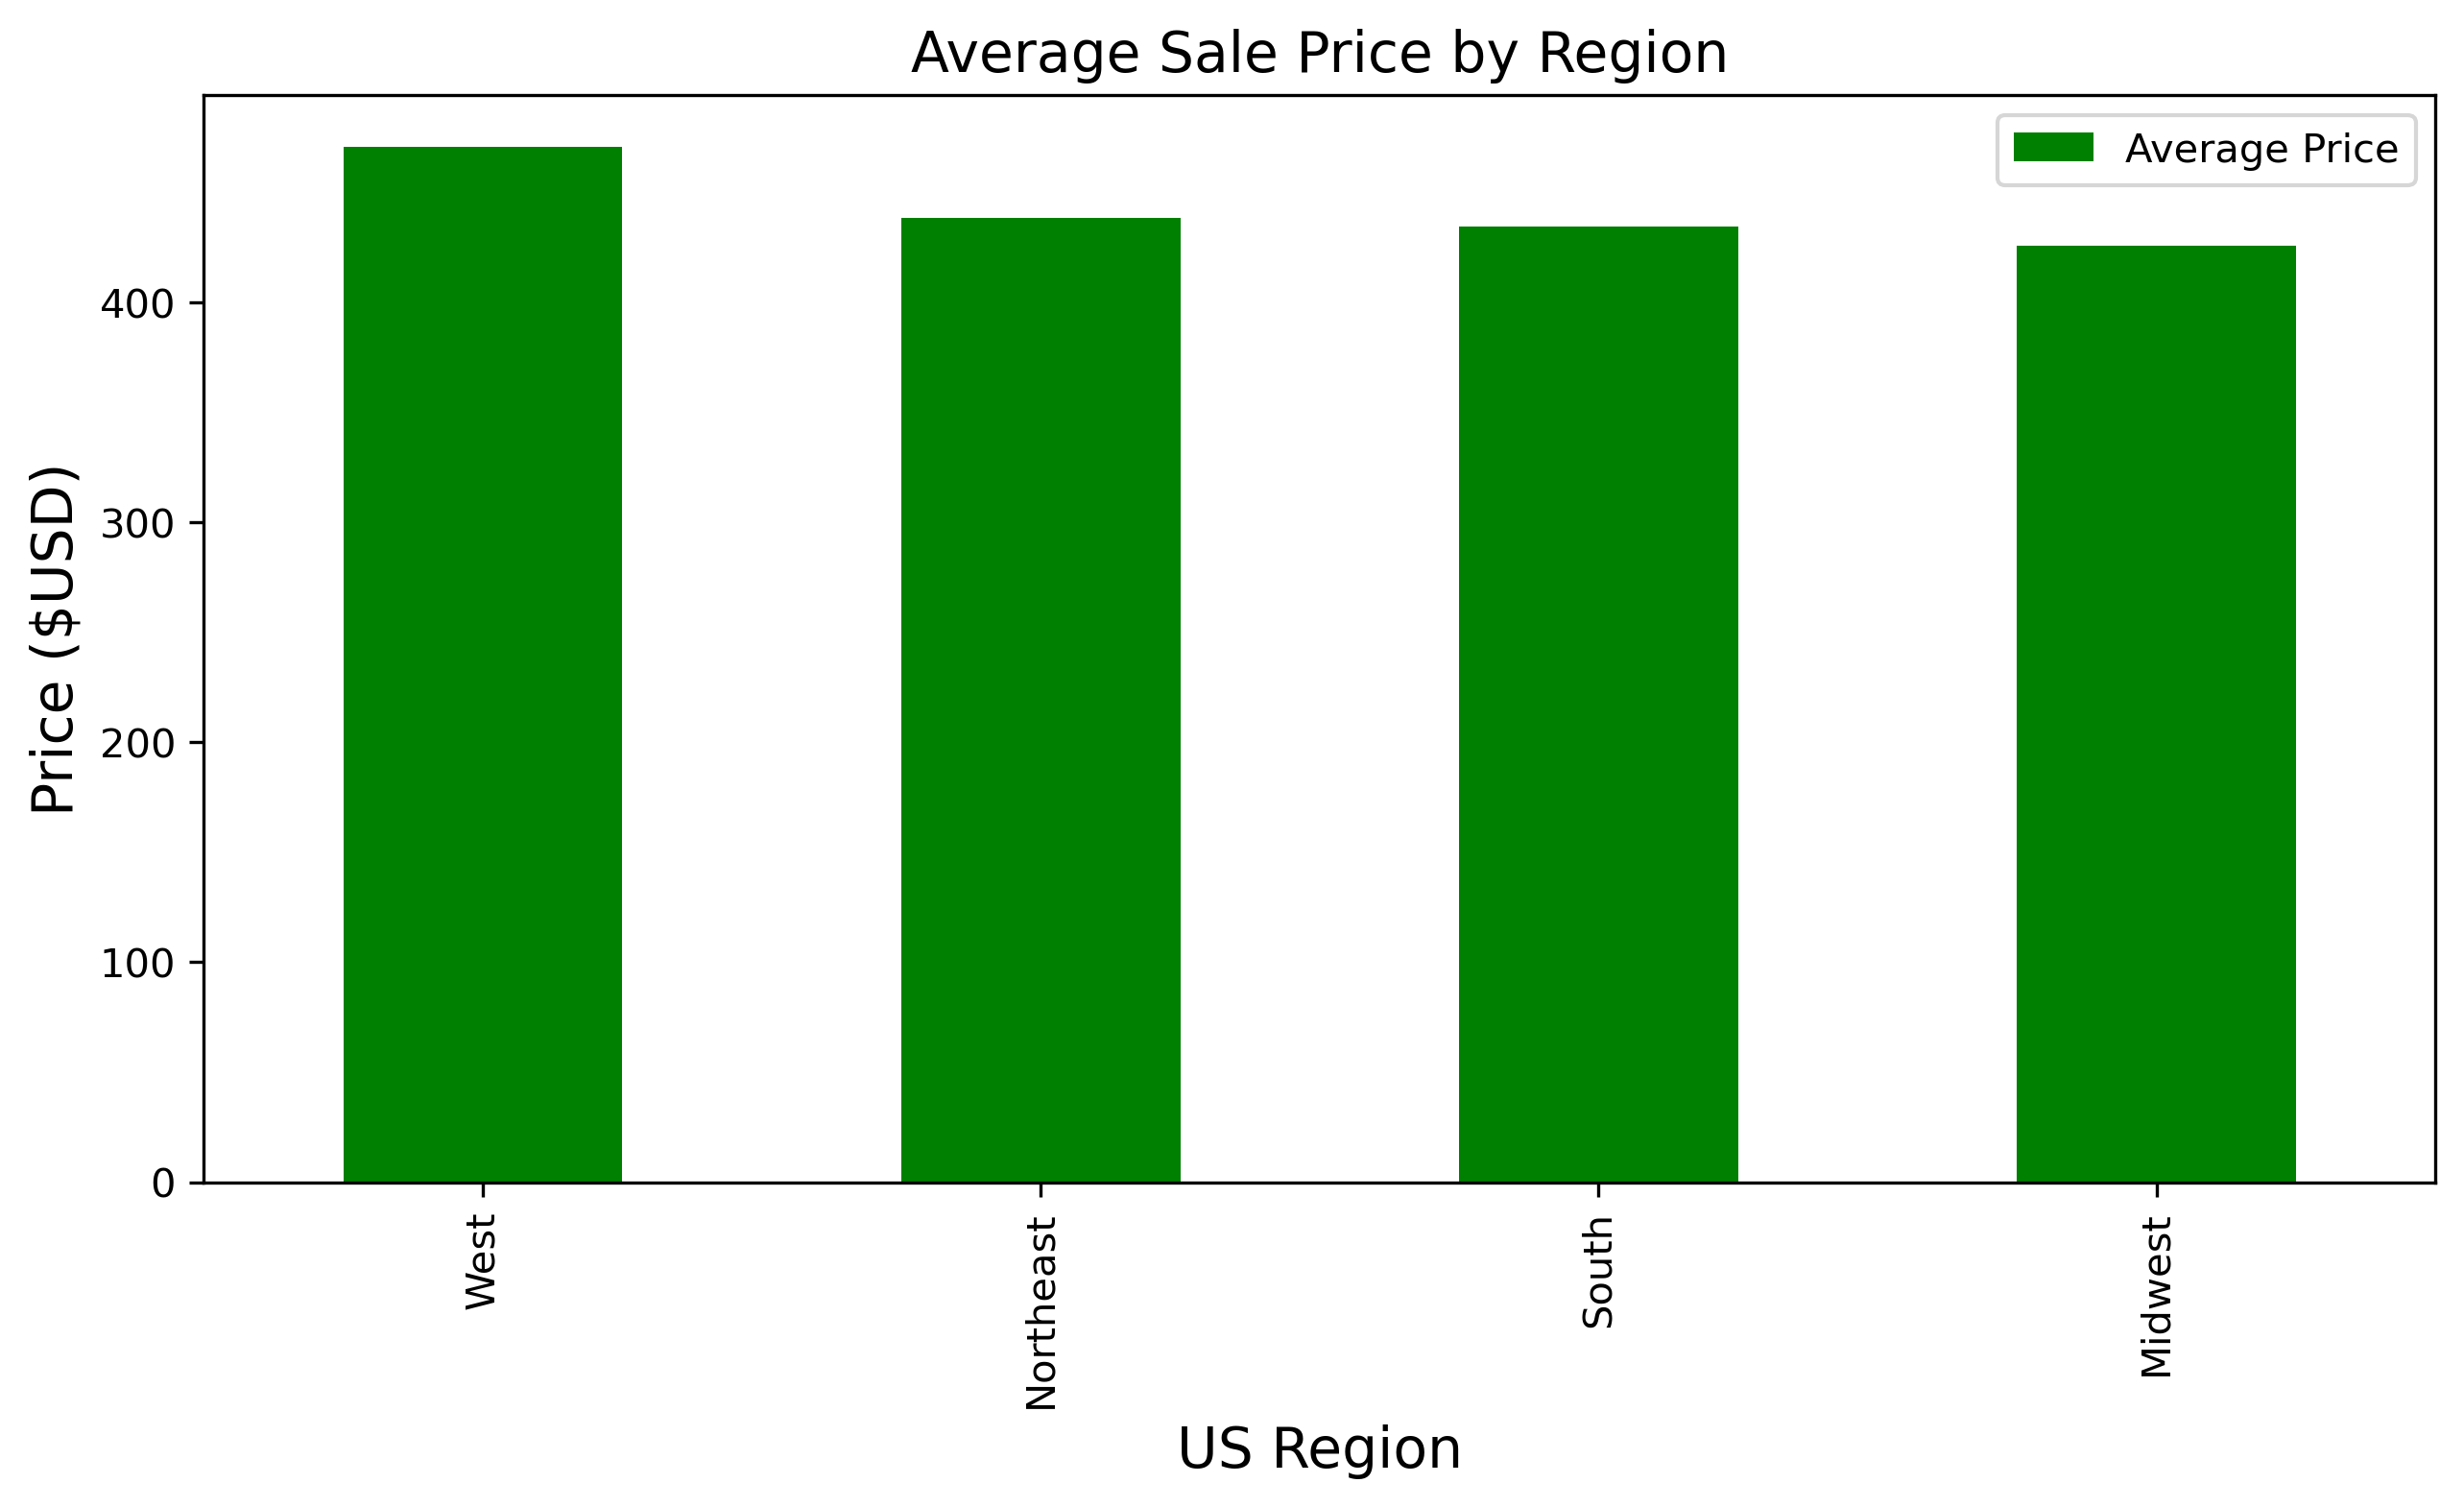 Average Sale Price by Region
Average Price
Price ($USD)
400
300
200
100
0
West
Northeast
South
Midwest
US Region